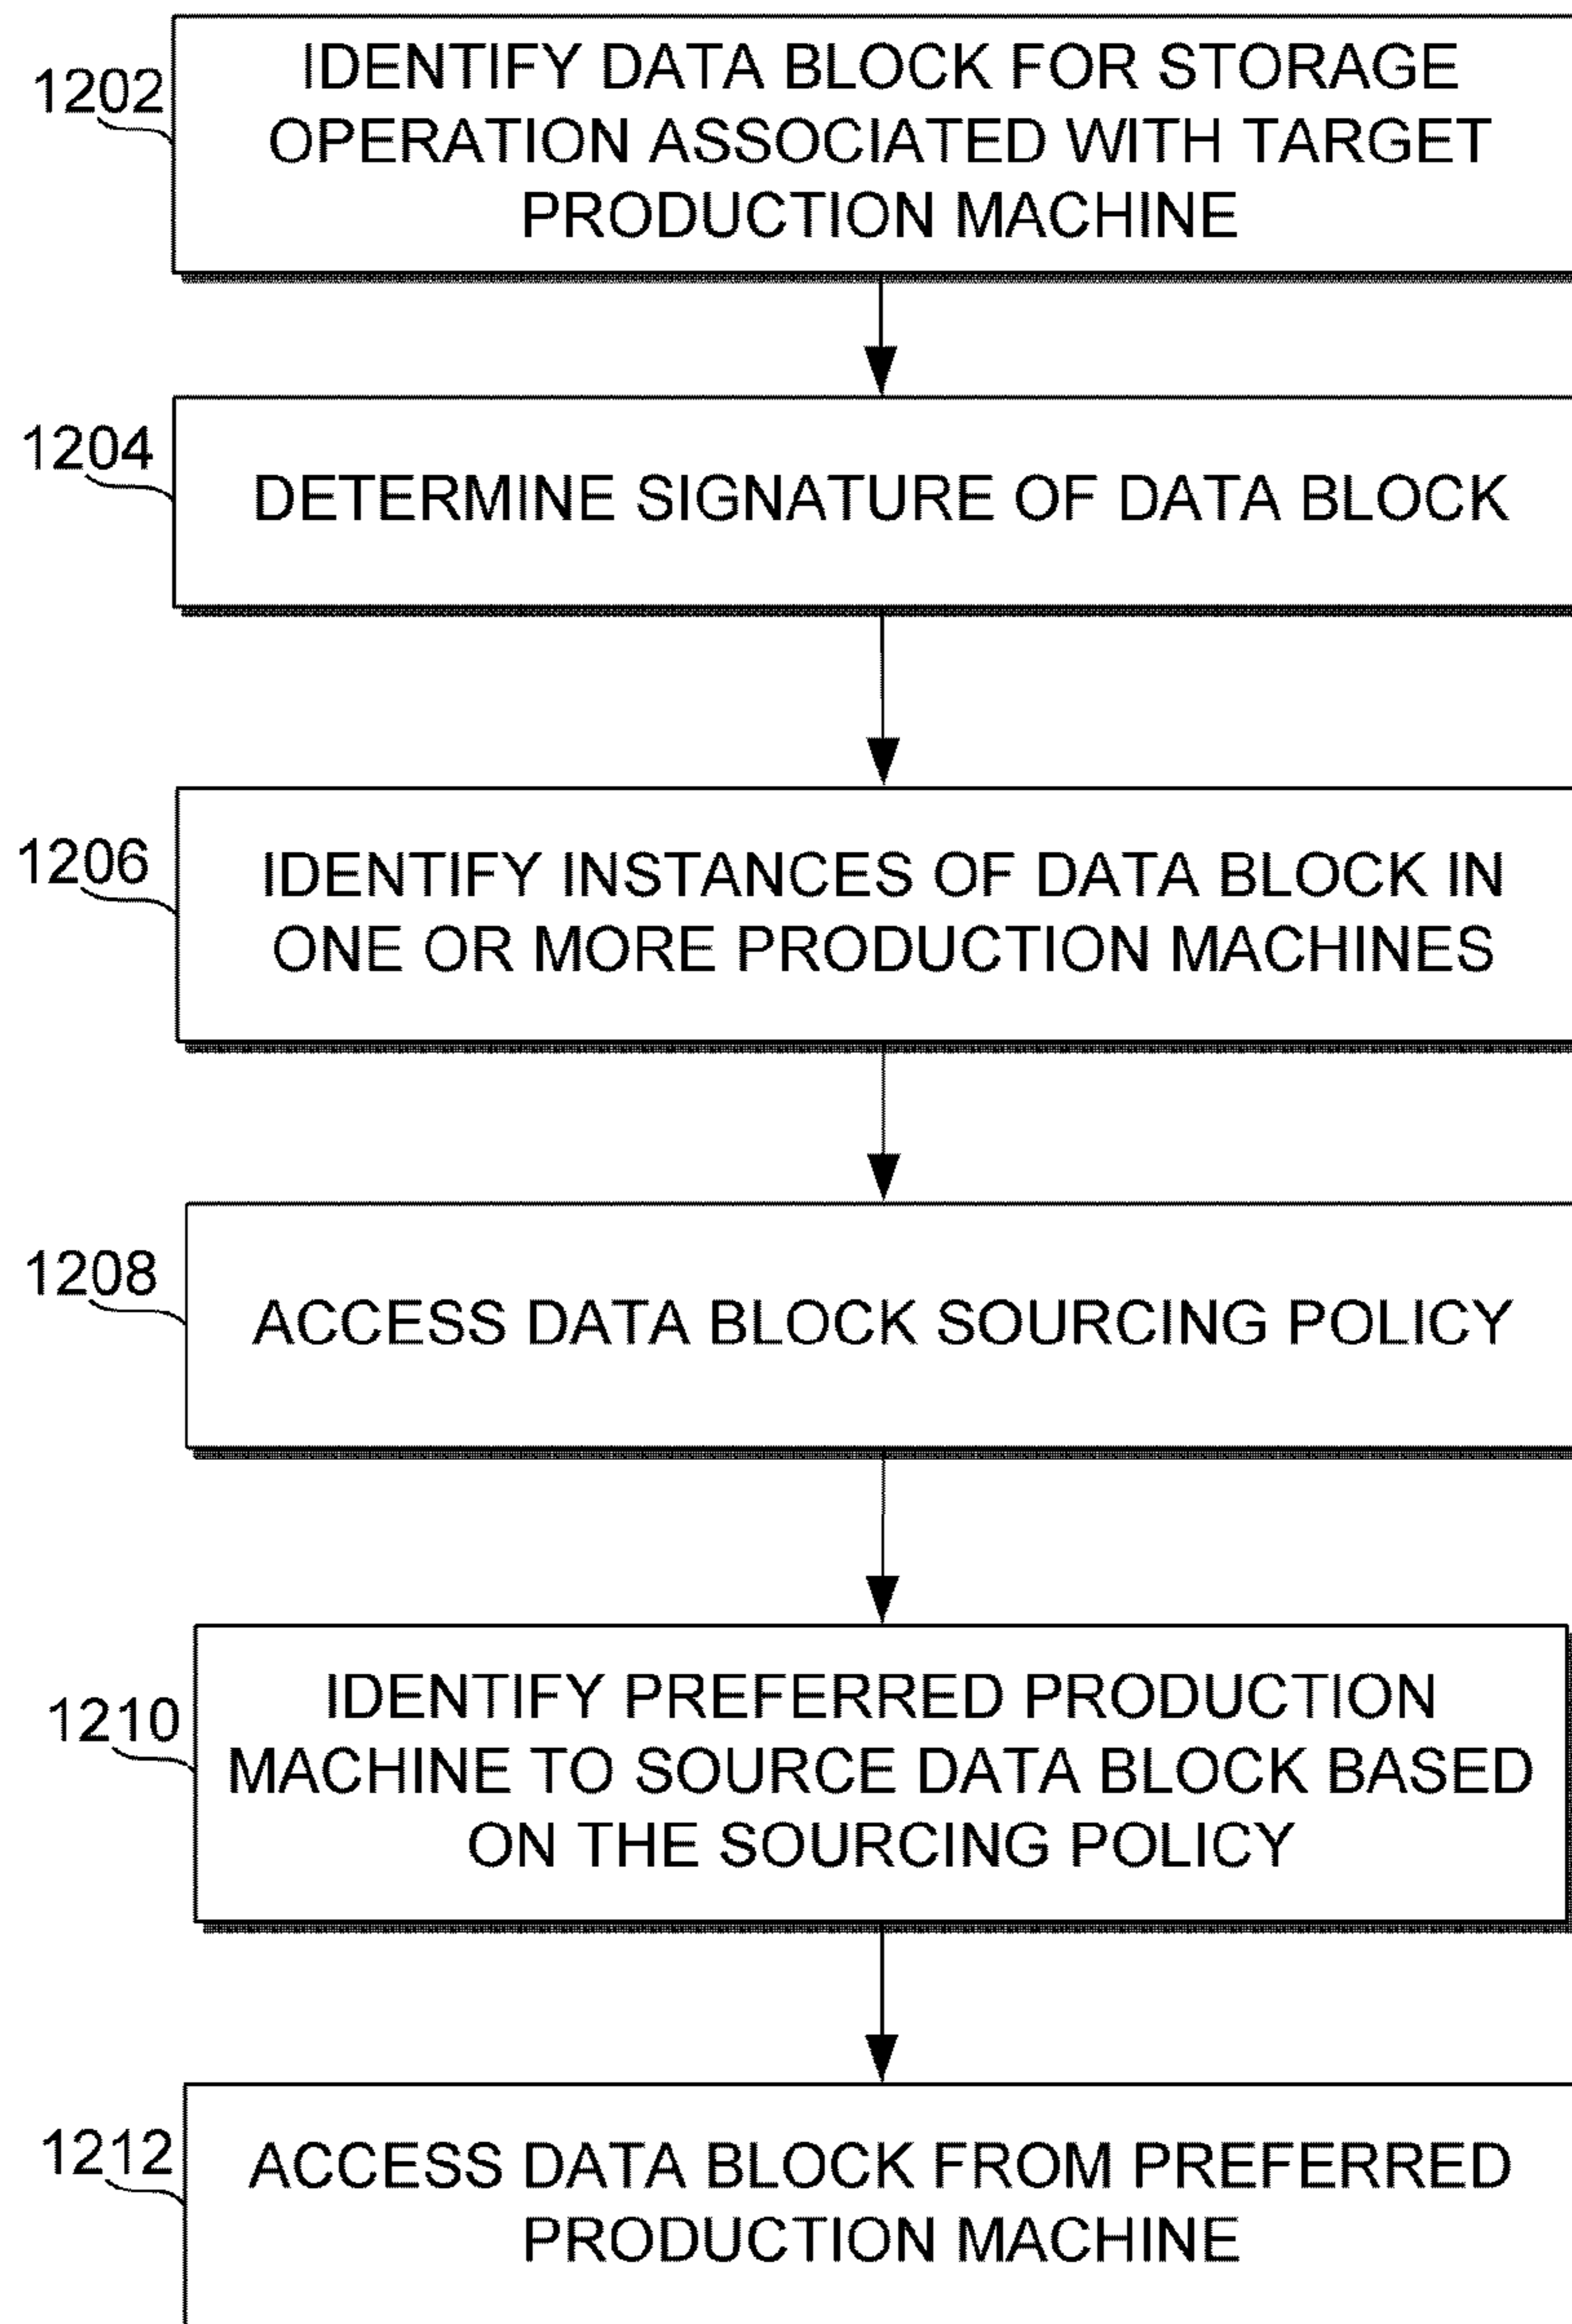 1202
IDENTIFY DATA BLOCK FOR STORAGE
OPERATION ASSOCIATED WITH TARGET
PRODUCTION MACHINE
1204
DETERMINE SIGNATURE OF DATA BLOCK
1206
IDENTIFY INSTANCES OF DATA BLOCK IN
ONE OR MORE PRODUCTION MACHINES
1208
ACCESS DATA BLOCK SOURCING POLICY
1210
IDENTIFY PREFERRED PRODUCTION
MACHINE TO SOURCE DATA BLOCK BASED
ON THE SOURCING POLICY
1212
ACCESS DATA BLOCK FROM PREFERRED
PRODUCTION MACHINE